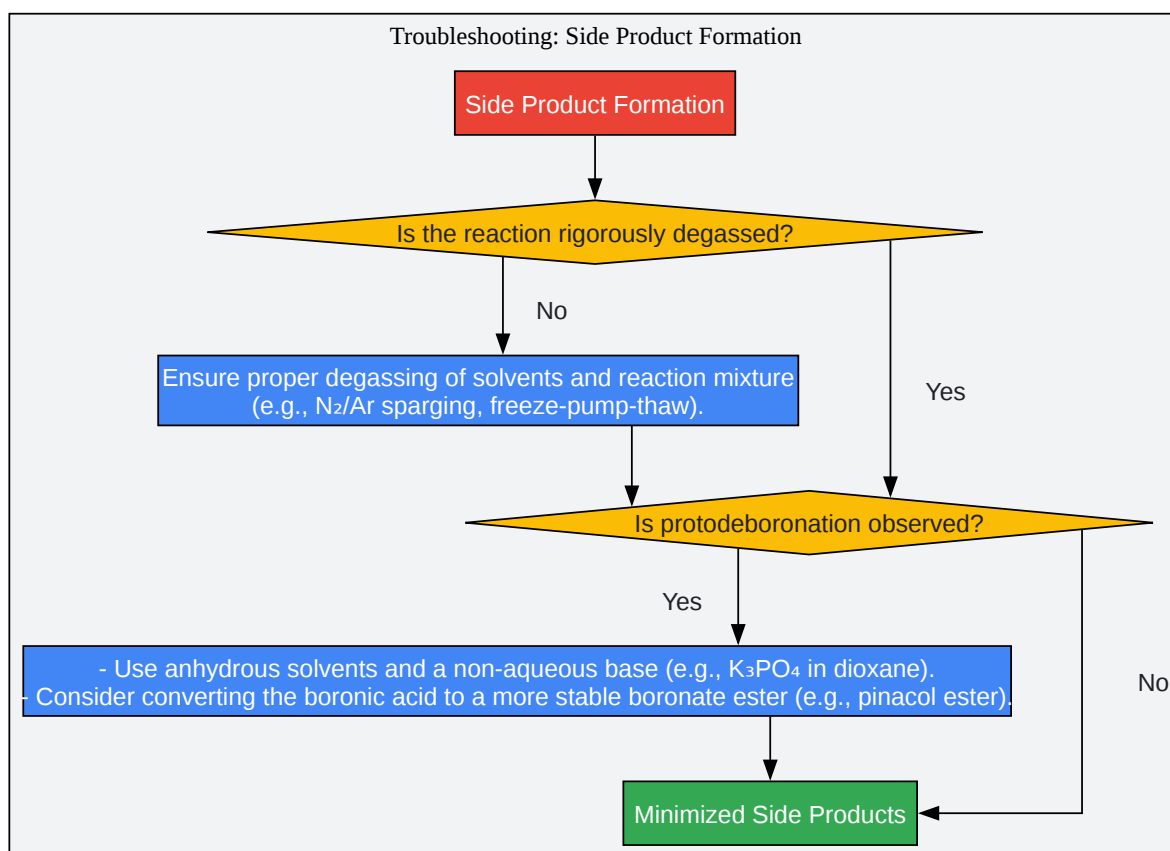 Troubleshooting: Side Product Formation
Side Product Formation
Is the reaction rigorously degassed?
No
Ensure proper degassing of solvents and reaction mixture
(e.g., N₂/Ar sparging, freeze-pump-thaw).
Yes
Is protodeboronation observed?
Yes
- Use anhydrous solvents and a non-aqueous base (e.g., K₃PO₄ in dioxane).
- Consider converting the boronic acid to a more stable boronate ester (e.g., pinacol ester).
No
Minimized Side Products